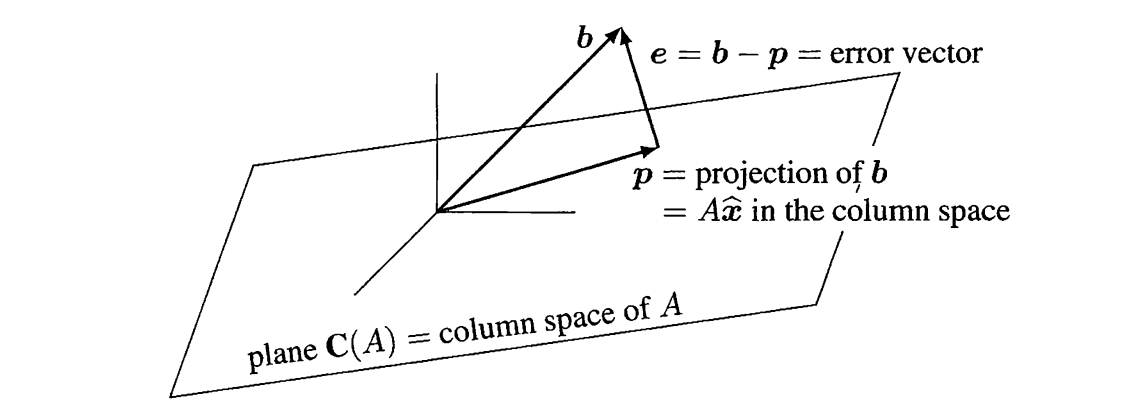 b
e = b − p = error vector
p = projection of b
= Ax̂ in the column space
plane C(A) = column space of A